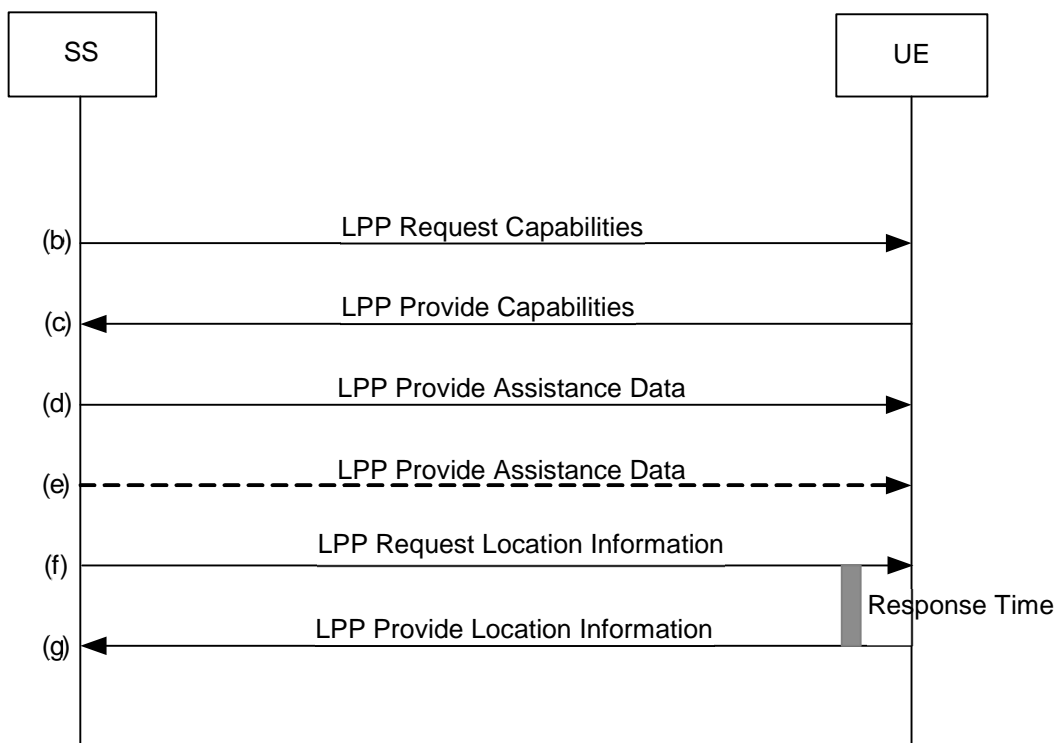 SS
UE
(b) LPP Request Capabilities
(c) LPP Provide Capabilities
(d) LPP Provide Assistance Data
(e) LPP Provide Assistance Data
(f) LPP Request Location Information
Response Time
(g) LPP Provide Location Information